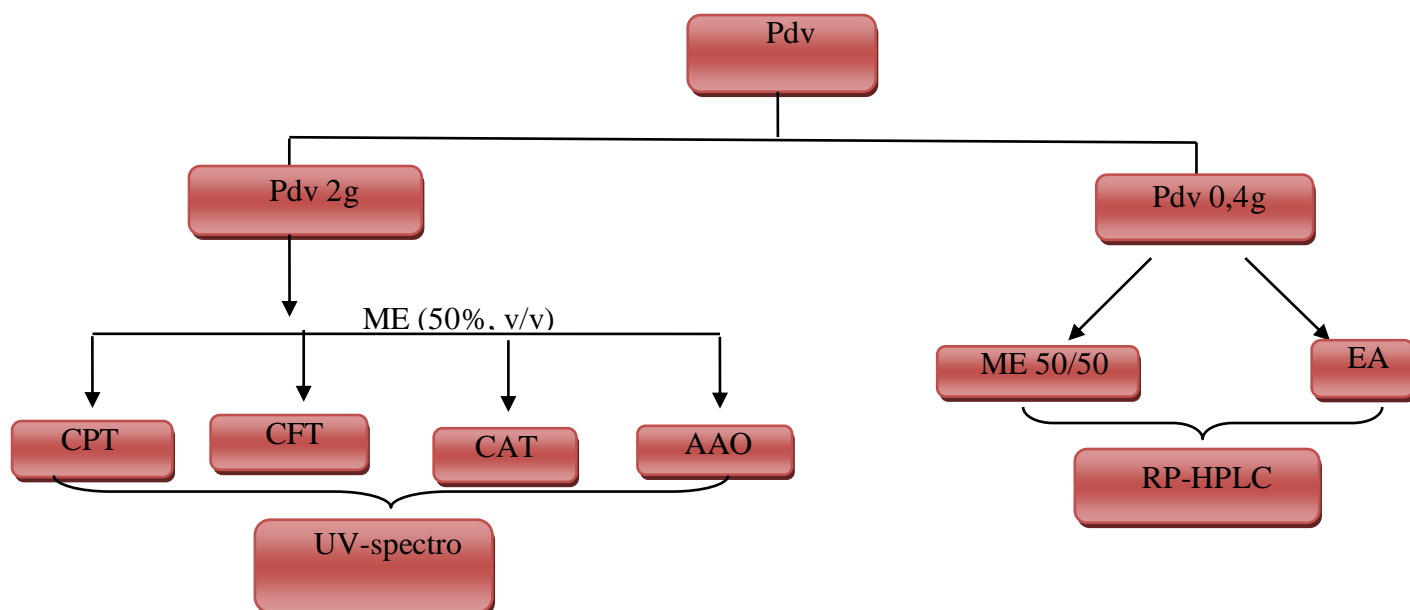 Pdv
Pdv 2g
Pdv 0,4g
ME (50%, v/v)
ME 50/50
EA
CPT
CFT
CAT
AAO
RP-HPLC
UV-spectro